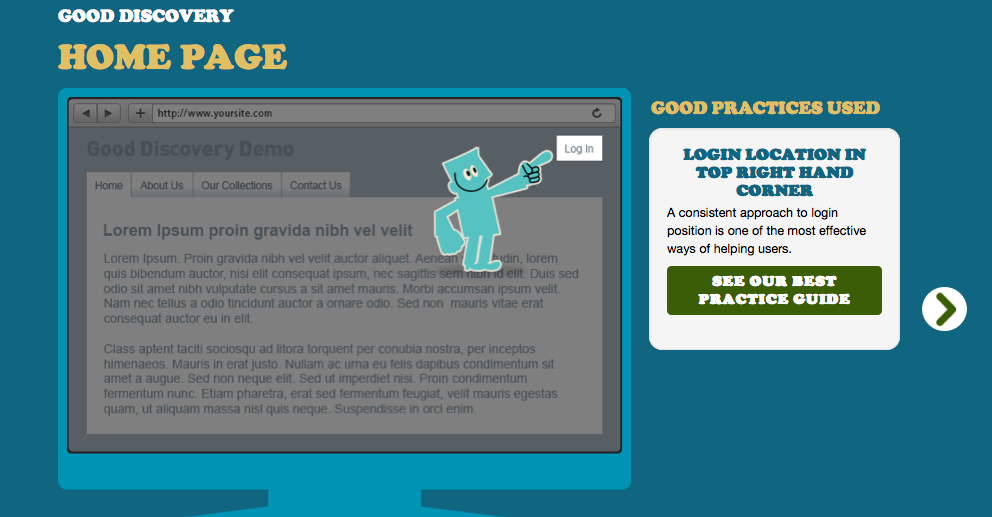 GOOD DISCOVERY
HOME PAGE
http://www.yoursite.com
Good Discovery Demo
Log In
Home
About Us
Our Collections
Contact Us
Lorem Ipsum proin gravida nibh vel velit
Lorem Ipsum. Proin gravida nibh vel velit auctor aliquet. Aenean tudin, lorem
quis bibendum auctor, nisi elit consequat ipsum, nec sagittis sem nibh id elit. Duis sed
odio sit amet nibh vulputate cursus a sit amet mauris. Morbi accumsan ipsum velit.
Nam nec tellus a odio tincidunt auctor a ornare odio. Sed non mauris vitae erat
consequat auctor eu in elit.
Class aptent taciti sociosqu ad litora torquent per conubia nostra, per inceptos
himenaeos. Mauris in erat justo. Nullam ac urna eu felis dapibus condimentum sit
amet a augue. Sed non neque elit. Sed ut imperdiet nisi. Proin condimentum
fermentum nunc. Etiam pharetra, erat sed fermentum feugiat, velit mauris egestas
quam, ut aliquam massa nisl quis neque. Suspendisse in orci enim.
GOOD PRACTICES USED
LOGIN LOCATION IN
TOP RIGHT HAND
CORNER
A consistent approach to login
position is one of the most effective
ways of helping users.
SEE OUR BEST
PRACTICE GUIDE